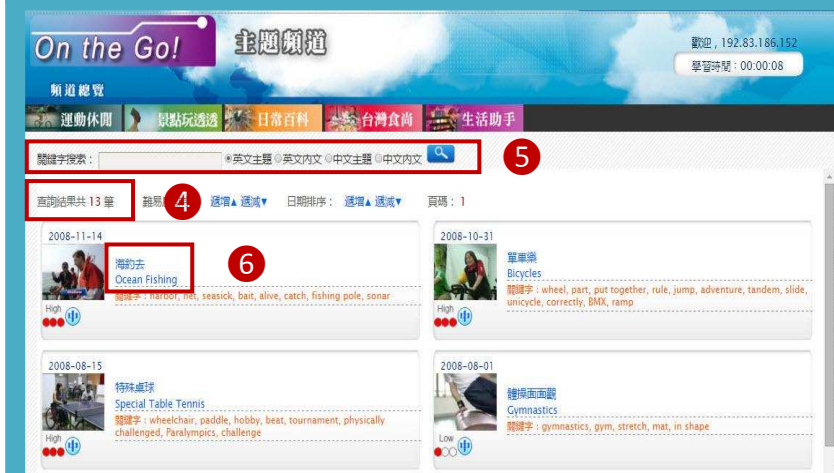 On the Go!
主題頻道
歡迎 , 192.83.186.152
學習時間 : 00:00:08
頻道總覽
運動休閒 景點玩透透 日常百科 台灣食尚 生活助手
關鍵字搜索 : 英文主題 英文內文 中文主題 中文內文
5
查詢結果共 13 筆 難易 4 遞增▲ 遞減▼ 日期排序 : 遞增▲ 遞減▼ 頁碼 : 1
2008-11-14
海釣去
Ocean Fishing
6
關鍵字 : harbor, net, seasick, bait, alive, catch, fishing pole, sonar
High 中
2008-10-31
單車樂
Bicycles
關鍵字 : wheel, part, put together, rule, jump, adventure, tandem, slide,
unicycle, correctly, BMX, ramp
High 中
2008-08-15
特殊桌球
Special Table Tennis
關鍵字 : wheelchair, paddle, hobby, beat, tournament, physically
challenged, Paralympics, challenge
High 中
2008-08-01
體操面面觀
Gymnastics
關鍵字 : gymnastics, gym, stretch, mat, in shape
Low 中